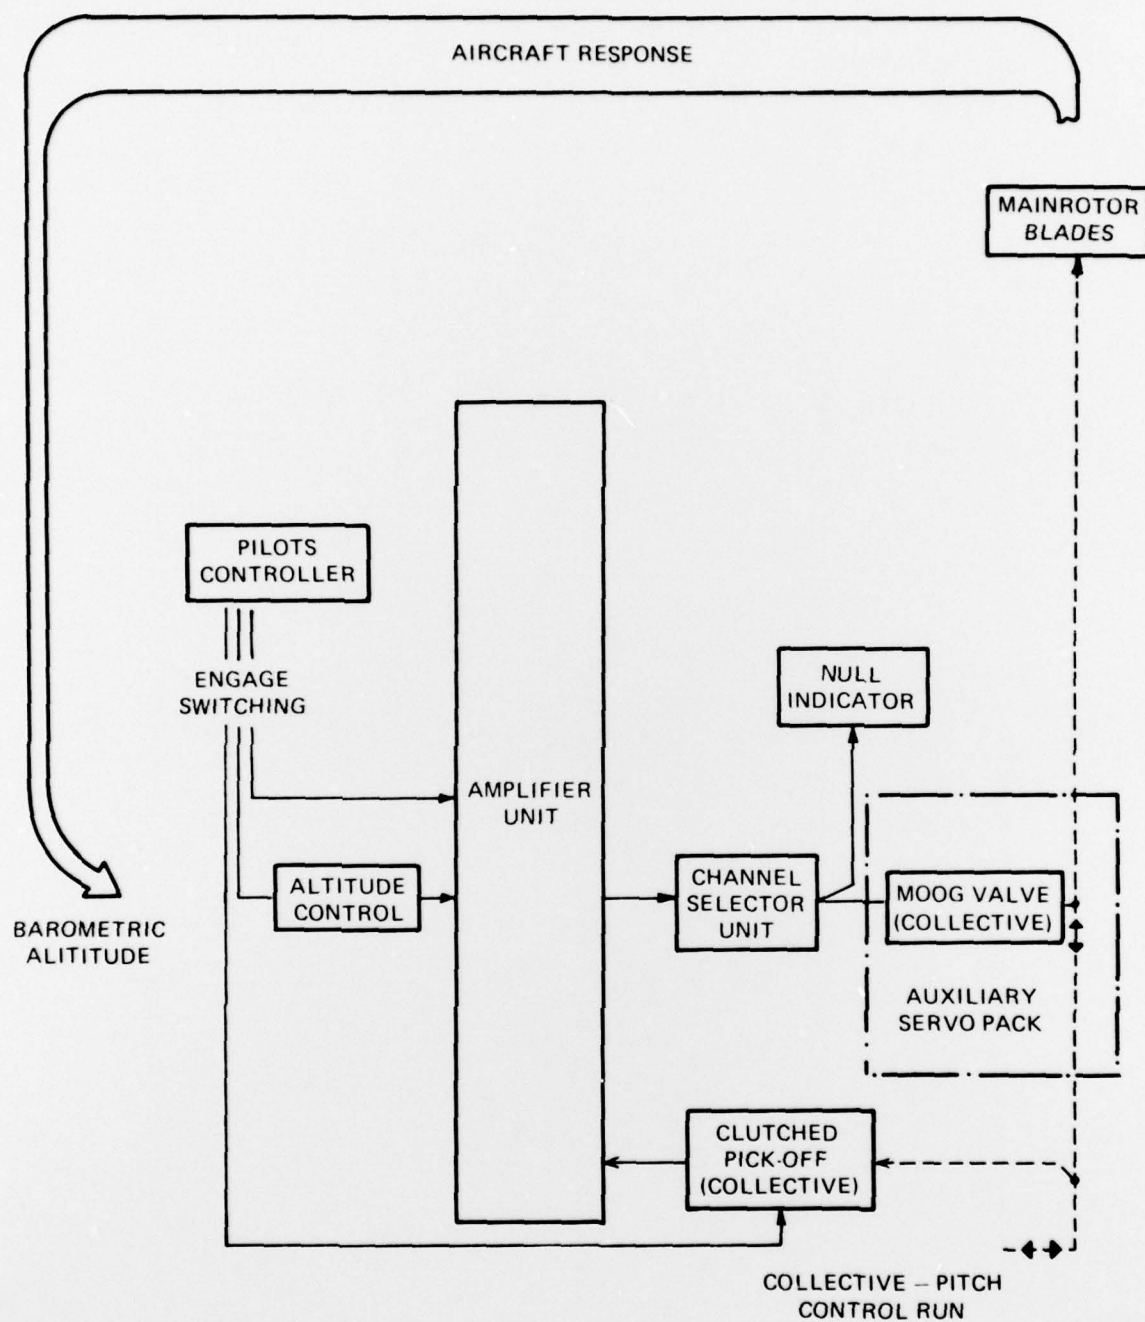 AIRCRAFT RESPONSE
MAINROTOR
BLADES
PILOTS
CONTROLLER
ENGAGE
SWITCHING
NULL
INDICATOR
AMPLIFIER
UNIT
ALTITUDE
CONTROL
CHANNEL
SELECTOR
UNIT
MOOG VALVE
(COLLECTIVE)
BAROMETRIC
ALITITUDE
AUXILIARY
SERVO PACK
CLUTCHED
PICK-OFF
(COLLECTIVE)
COLLECTIVE – PITCH
CONTROL RUN